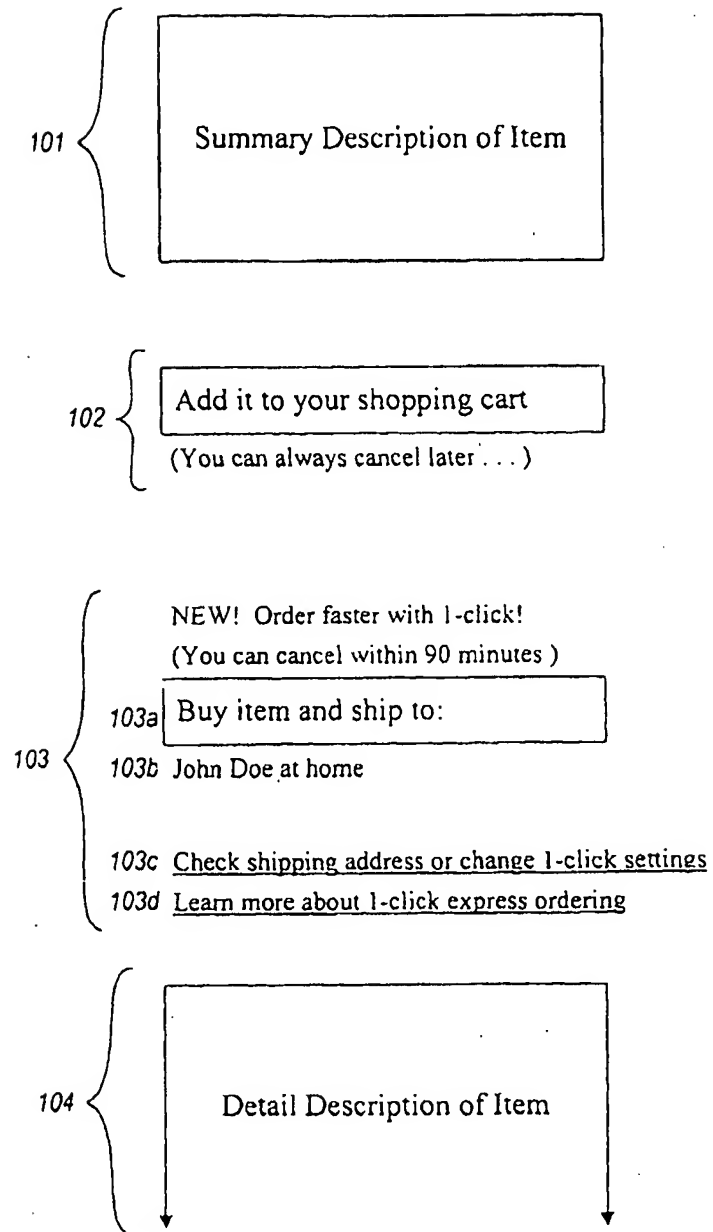 101 Summary Description of Item
102 Add it to your shopping cart
(You can always cancel later . . . )
NEW! Order faster with 1-click!
(You can cancel within 90 minutes )
103a Buy item and ship to:
103
103b John Doe at home
103c Check shipping address or change 1-click settings
103d Learn more about 1-click express ordering
104 Detail Description of Item